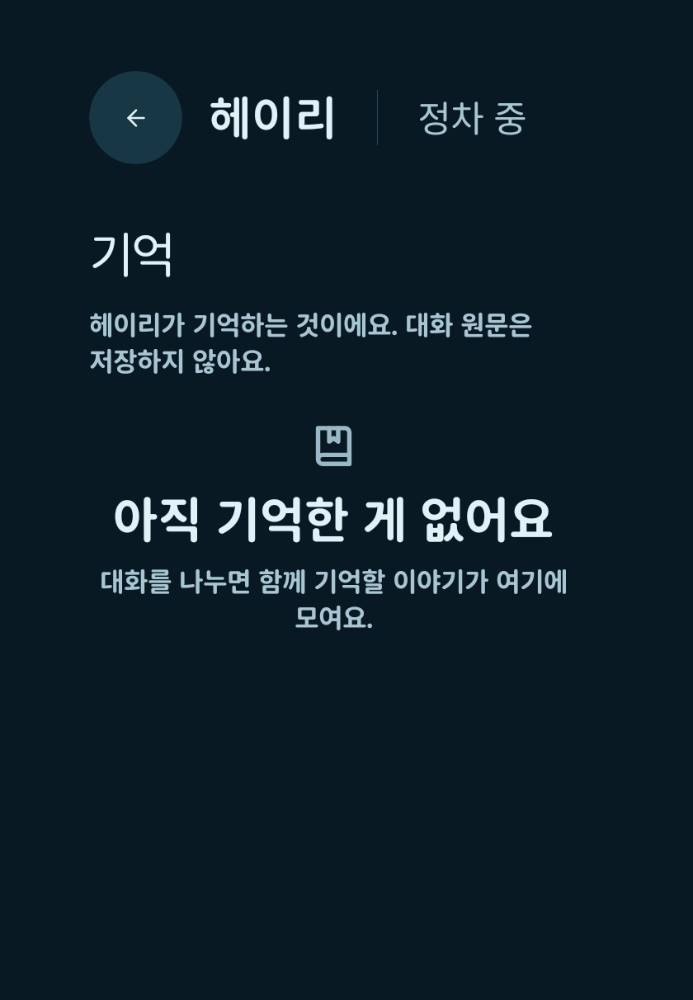 헤이리
정차 중
기억
헤이리가 기억하는 것이에요. 대화 원문은
저장하지 않아요.
아직 기억한 게 없어요
대화를 나누면 함께 기억할 이야기가 여기에
모여요.